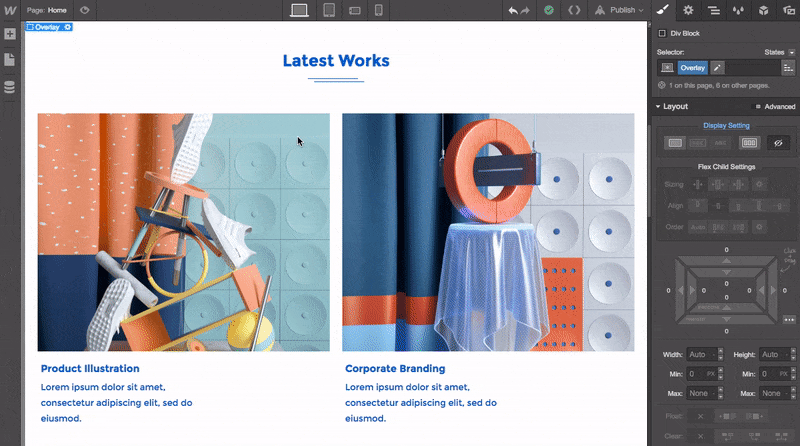 Page: Home
Publish
Overlay
Div Block
Selector:
States
Overlay
1 on this page, 6 on other pages.
Layout
Advanced
Display Setting
Flex Child Settings
Sizing
Align
Order
Auto
First
Last
0
0
0
0
0
0
0
0
Width:
Auto
Height:
Auto
Min:
0
PX
Min:
0
PX
Max:
None
Max:
None
Float:
Clear:
Latest Works
Product Illustration
Lorem ipsum dolor sit amet,
consectetur adipiscing elit, sed do
eiusmod.
Corporate Branding
Lorem ipsum dolor sit amet,
consectetur adipiscing elit, sed do
eiusmod.